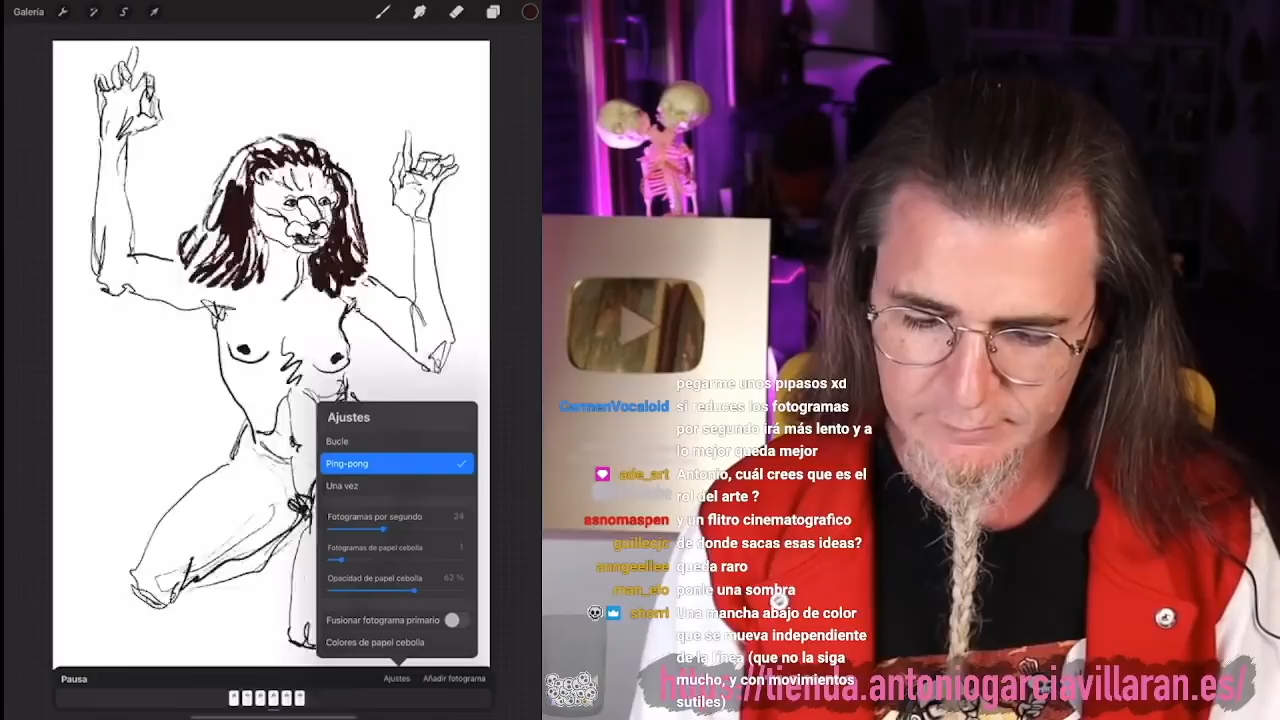 Galería
Ajustes
Bucle
Ping-pong
Una vez
Fotogramas por segundo 24
Fotogramas de papel cebolla 1
Opacidad de papel cebolla 62 %
Fusionar fotograma primario
Colores de papel cebolla
Pausa
Ajustes
Añadir fotograma
pegarme unos pipasos xd
CarmenVocaloid si reduces los fotogramas
por segundo irá más lento y a
lo mejor queda mejor
ade_art Antonio, cuál crees que es el
rol del arte ?
asnomaspen y un flitro cinematografico
guillecjc de donde sacas esas ideas?
anngeellee queda raro
man_elo ponle una sombra
shorri Una mancha abajo de color
que se mueva independiente
de la línea (que no la siga
mucho, y con movimientos
sutiles)
https://tienda.antoniogarciavillaran.es/